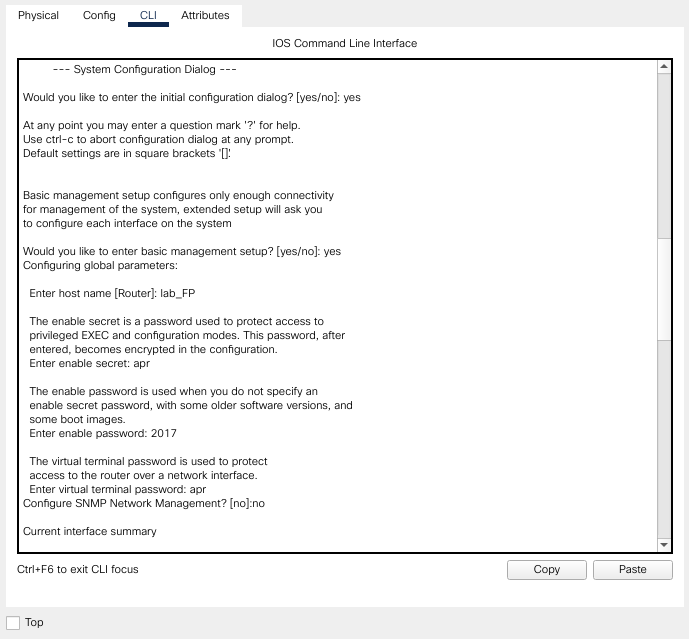 Physical Config CLI Attributes
IOS Command Line Interface
--- System Configuration Dialog ---
Would you like to enter the initial configuration dialog? [yes/no]: yes
At any point you may enter a question mark '?' for help.
Use ctrl-c to abort configuration dialog at any prompt.
Default settings are in square brackets '[]'.
Basic management setup configures only enough connectivity
for management of the system, extended setup will ask you
to configure each interface on the system
Would you like to enter basic management setup? [yes/no]: yes
Configuring global parameters:
Enter host name [Router]: lab_FP
The enable secret is a password used to protect access to
privileged EXEC and configuration modes. This password, after
entered, becomes encrypted in the configuration.
Enter enable secret: apr
The enable password is used when you do not specify an
enable secret password, with some older software versions, and
some boot images.
Enter enable password: 2017
The virtual terminal password is used to protect
access to the router over a network interface.
Enter virtual terminal password: apr
Configure SNMP Network Management? [no]:no
Current interface summary
Ctrl+F6 to exit CLI focus
Copy Paste
Top